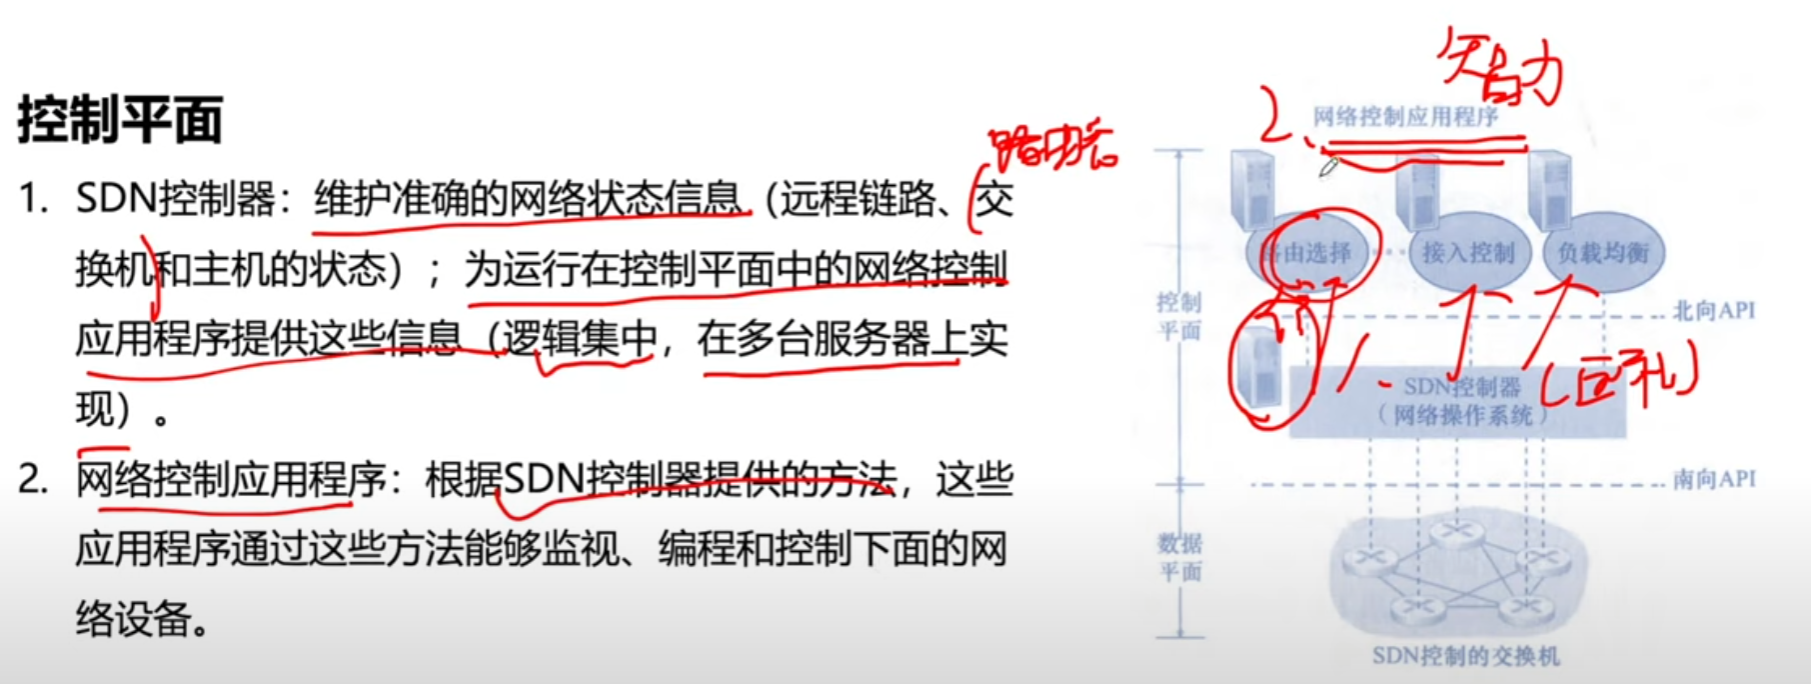 控制平面
1. SDN控制器：维护准确的网络状态信息（远程链路、交
换机和主机的状态）；为运行在控制平面中的网络控制
应用程序提供这些信息（逻辑集中，在多台服务器上实
现）。
2. 网络控制应用程序：根据SDN控制器提供的方法，这些
应用程序通过这些方法能够监视、编程和控制下面的网
络设备。
路由器
智力
2、
网络控制应用程序
路由选择
接入控制
负载均衡
控制
平面
北向API
1、
SDN控制器
（网络操作系统）
南向API
数据
平面
SDN控制的交换机